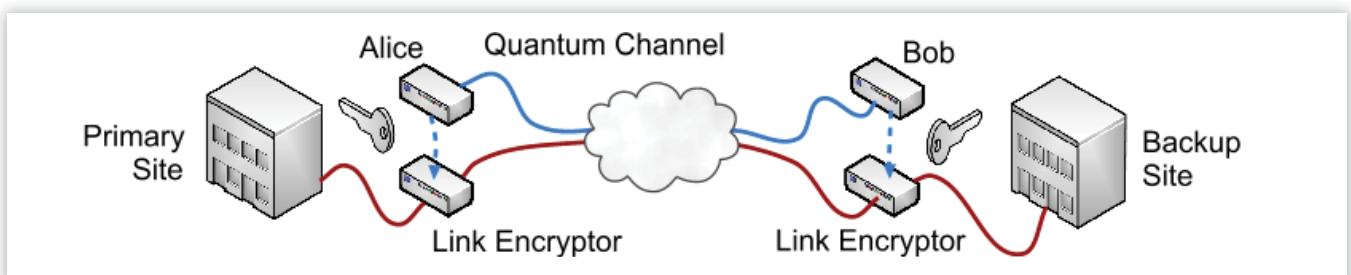 Alice
Quantum Channel
Bob
Primary
Site
Backup
Site
Link Encryptor
Link Encryptor